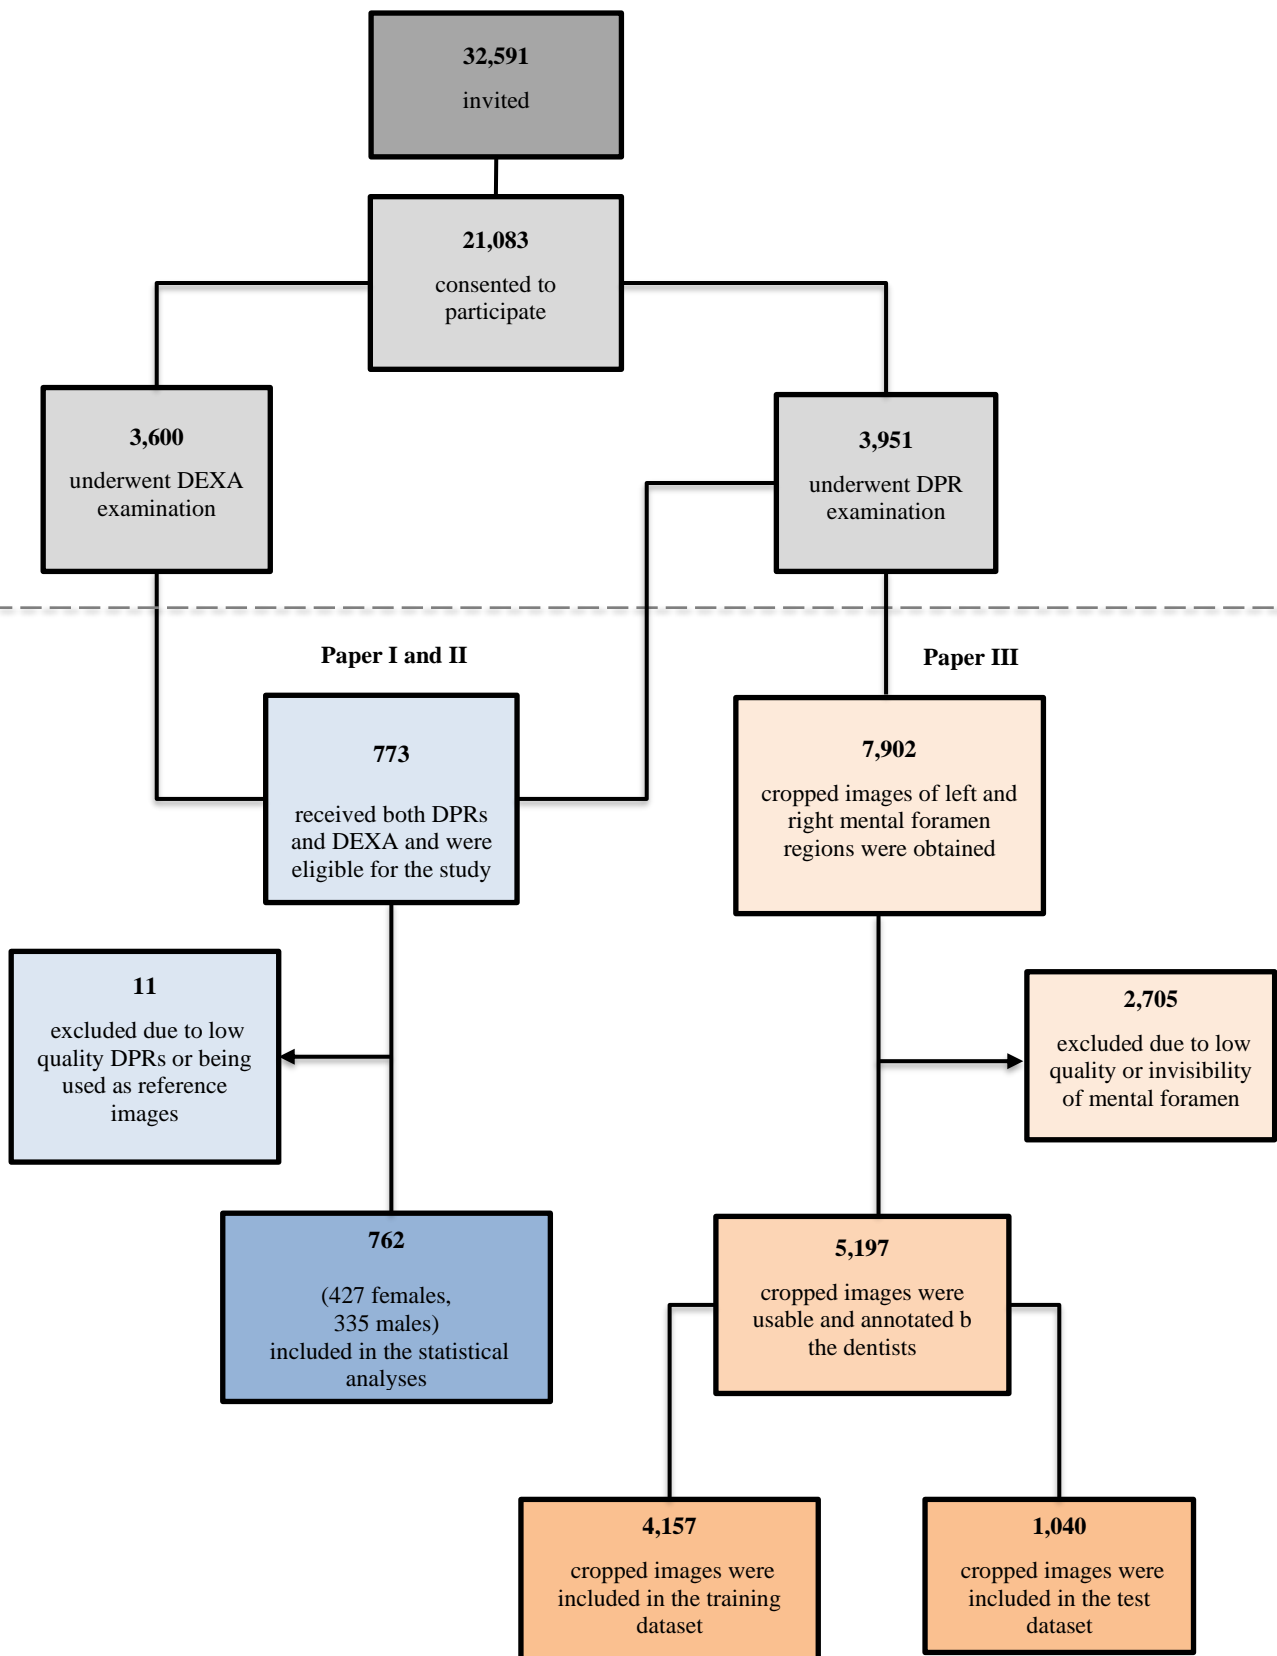 32,591
invited
21,083
consented to
participate
3,600
underwent DEXA
examination
3,951
underwent DPR
examination
Paper I and II
Paper III
773
received both DPRs
and DEXA and were
eligible for the study
7,902
cropped images of left and
right mental foramen
regions were obtained
11
excluded due to low
quality DPRs or being
used as reference
images
2,705
excluded due to low
quality or invisibility
of mental foramen
762
(427 females,
335 males)
included in the statistical
analyses
5,197
cropped images were
usable and annotated b
the dentists
4,157
cropped images were
included in the training
dataset
1,040
cropped images were
included in the test
dataset